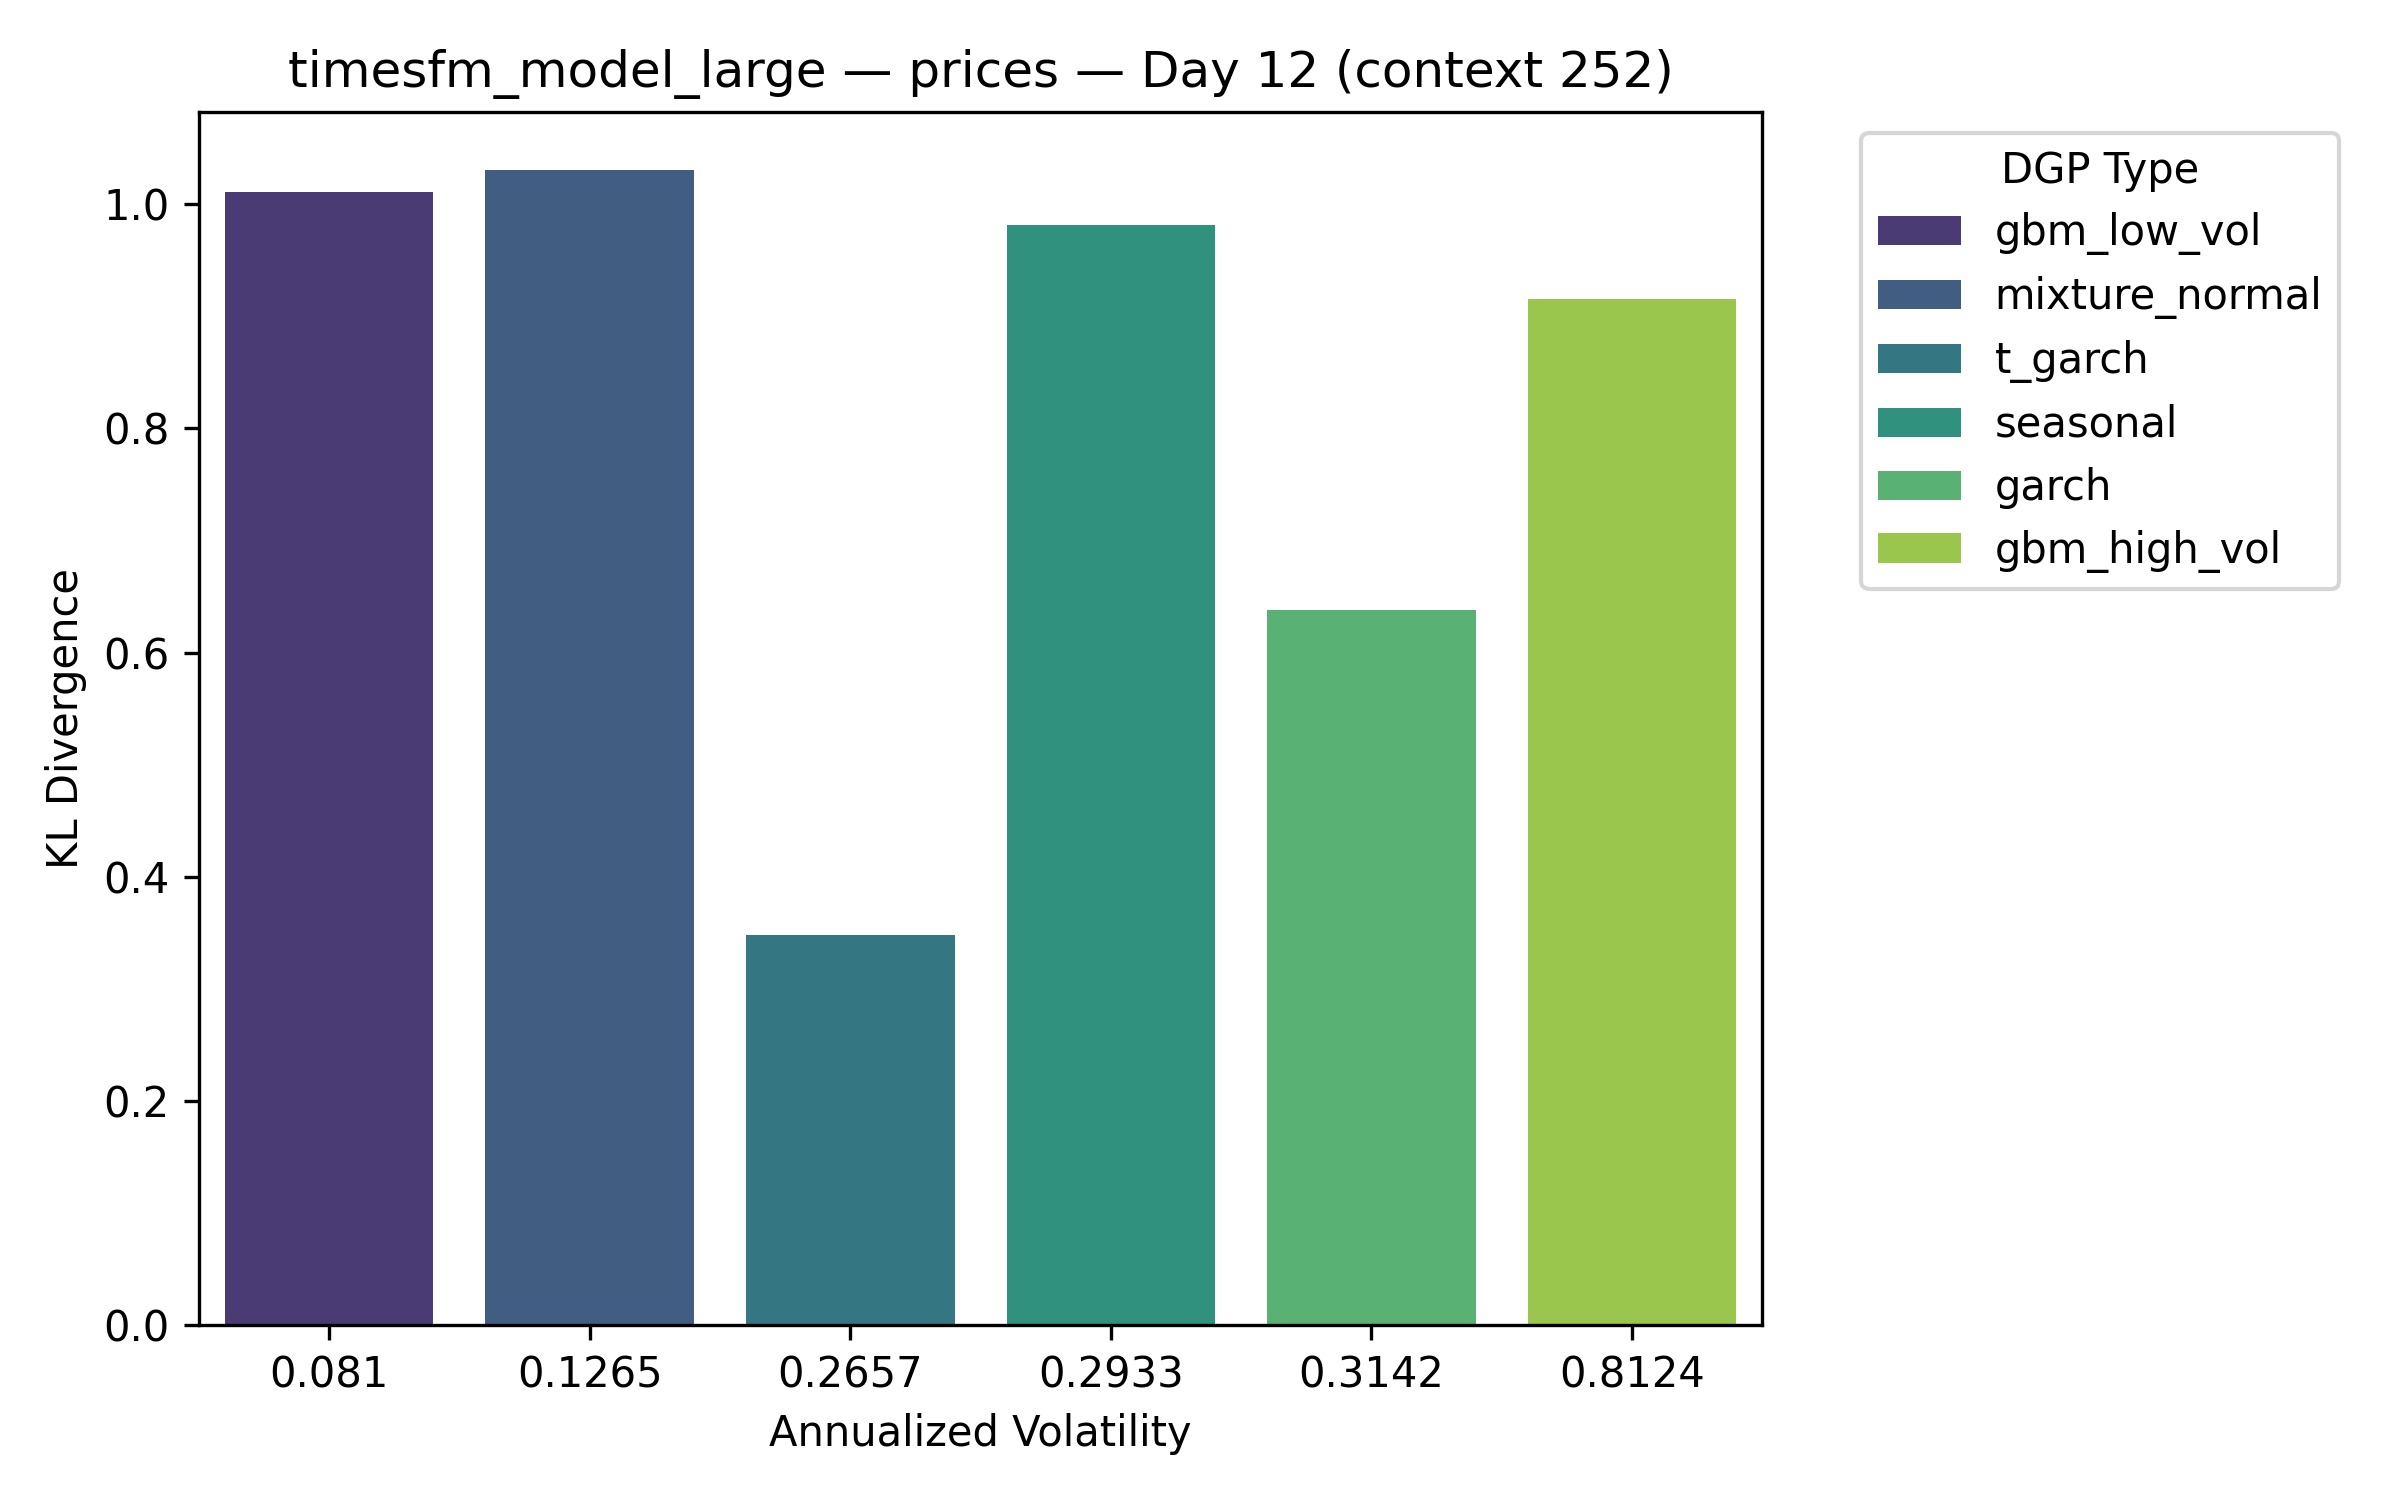 timesfm_model_large — prices — Day 12 (context 252)
KL Divergence
1.0
0.8
0.6
0.4
0.2
0.0
0.081 0.1265 0.2657 0.2933 0.3142 0.8124
Annualized Volatility
DGP Type
gbm_low_vol
mixture_normal
t_garch
seasonal
garch
gbm_high_vol